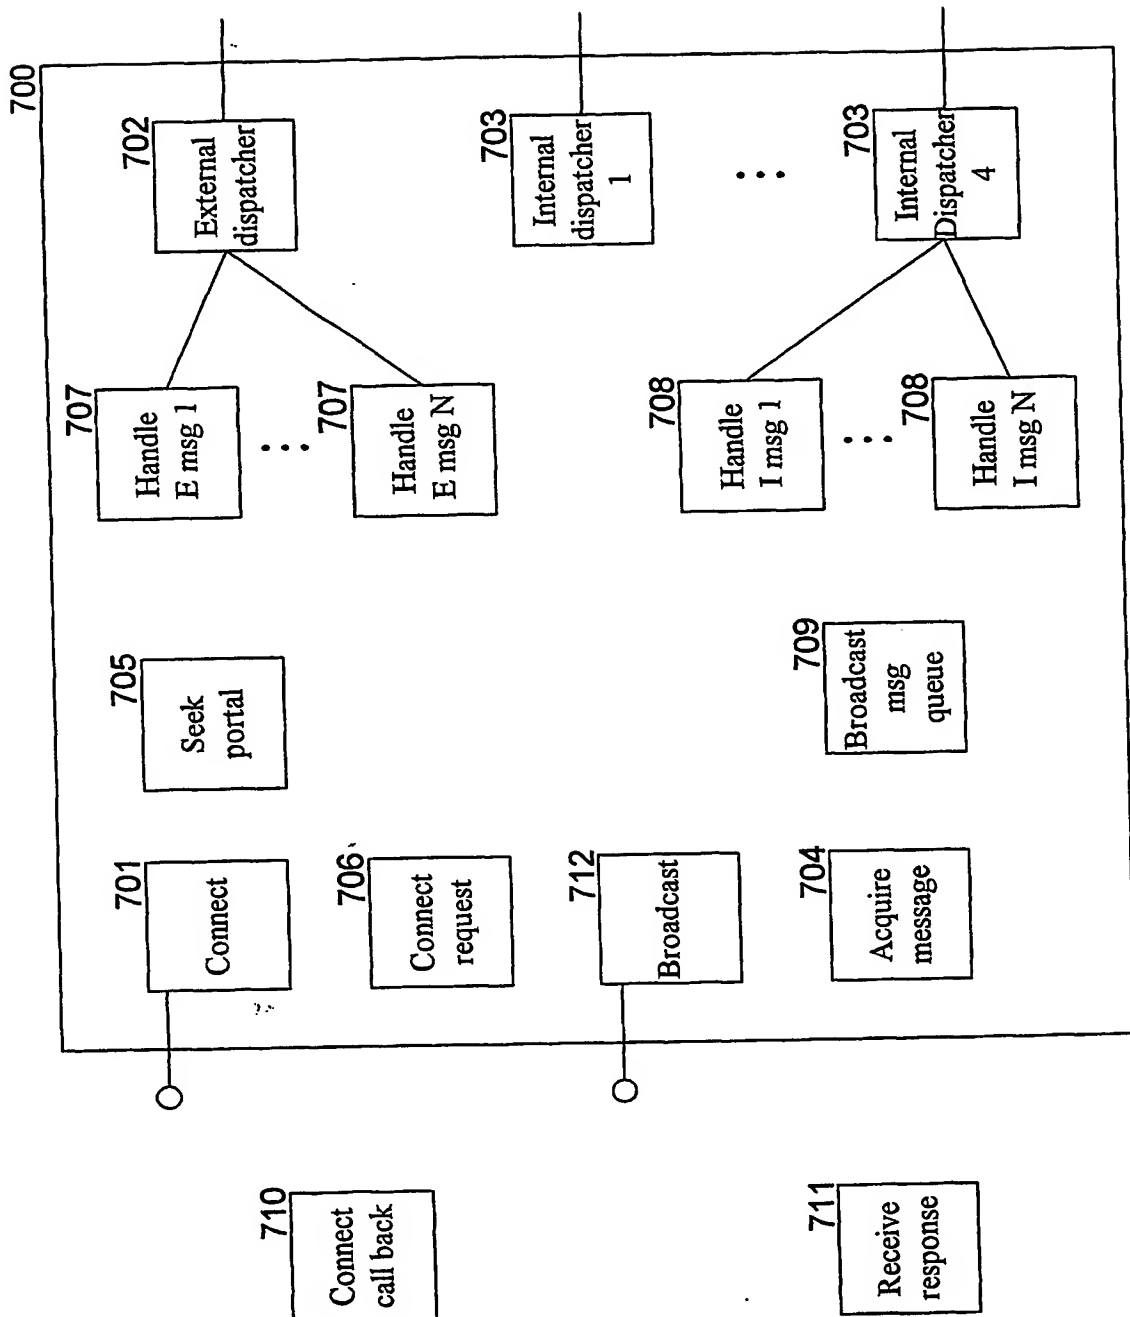 700
701
Connect
705
Seek
portal
707
Handle
E msg 1
702
External
dispatcher
710
Connect
call back
706
Connect
request
707
Handle
E msg N
712
Broadcast
703
Internal
dispatcher
1
708
Handle
I msg 1
711
Receive
response
704
Acquire
message
709
Broadcast
msg
queue
708
Handle
I msg N
703
Internal
Dispatcher
4